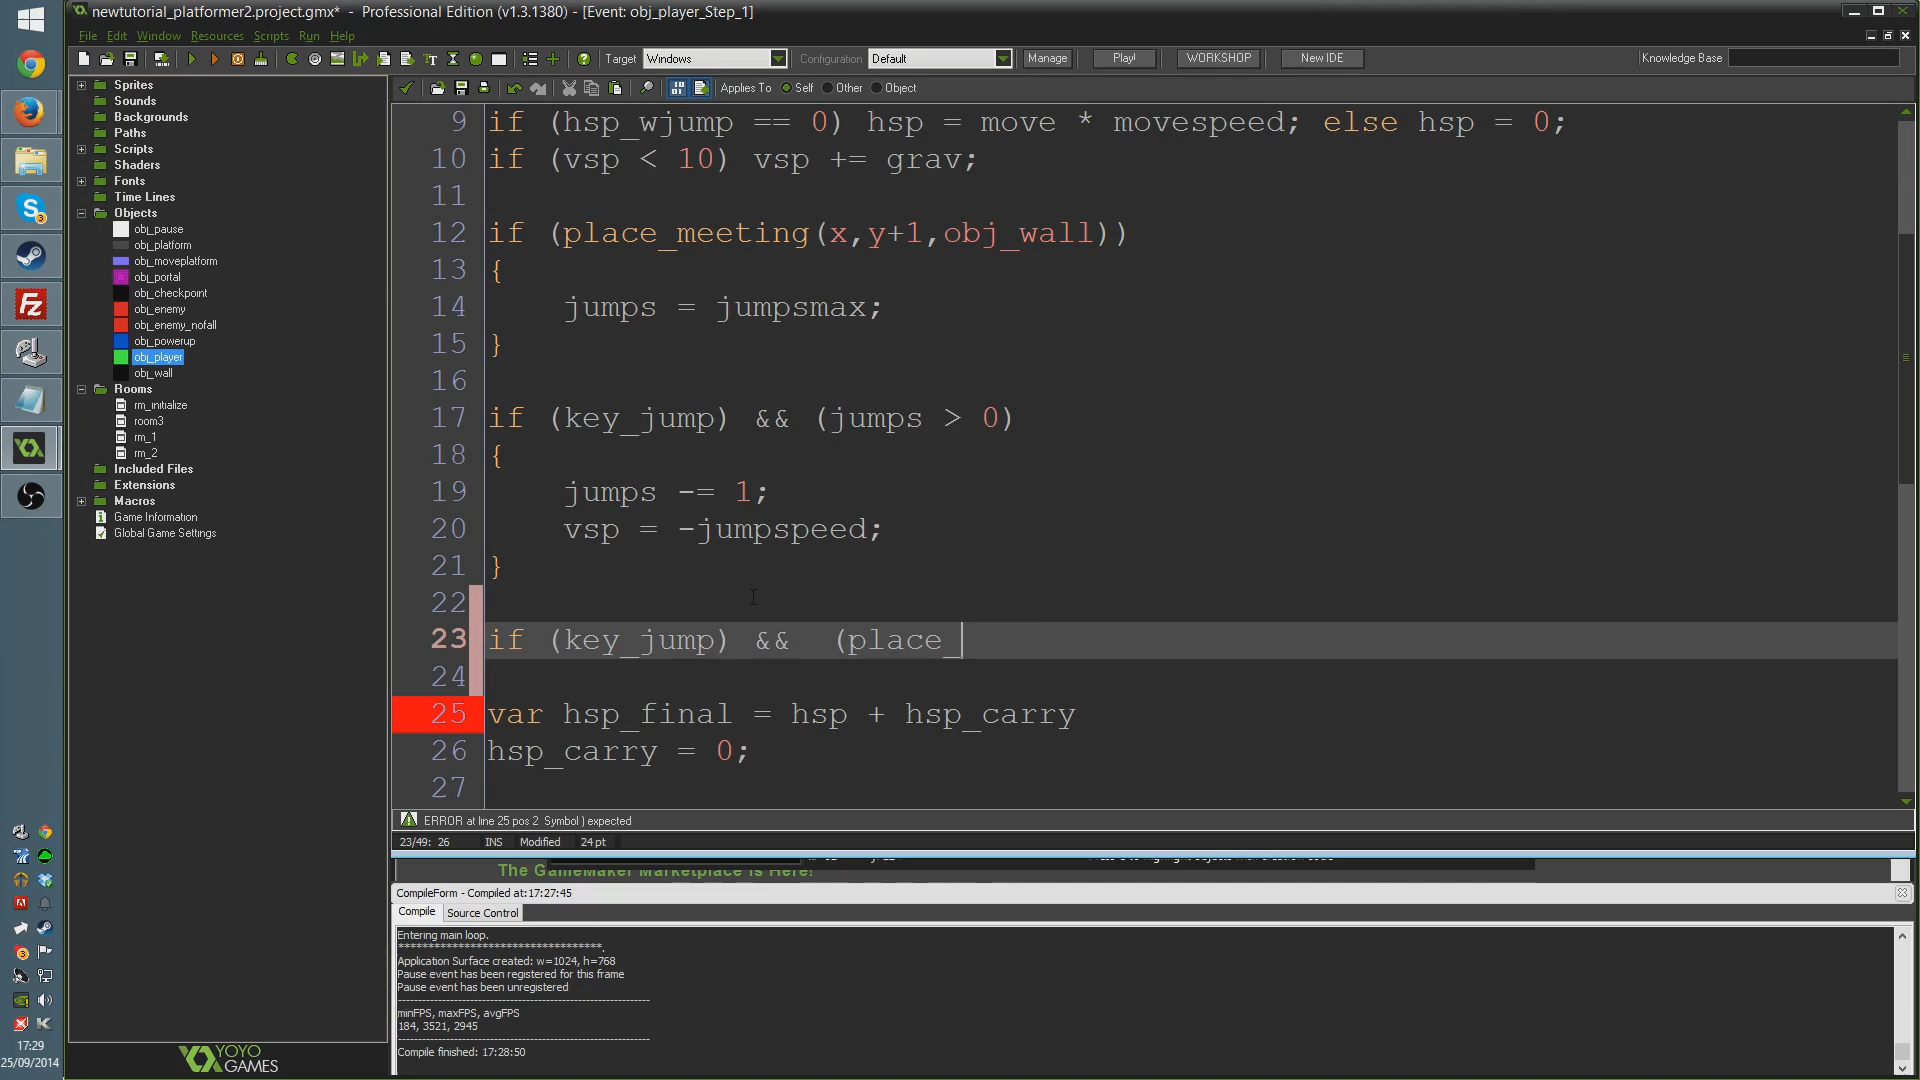 newtutorial_platformer2.project.gmx* - Professional Edition (v1.3.1380) - [Event: obj_player_Step_1]
File Edit Window Resources Scripts Run Help
Target Windows Configuration Default Manage Play! WORKSHOP New IDE Knowledge Base
Applies To Self Other Object
Sprites
Sounds
Backgrounds
Paths
Scripts
Shaders
Fonts
Time Lines
Objects
obj_pause
obj_platform
obj_moveplatform
obj_portal
obj_checkpoint
obj_enemy
obj_enemy_nofall
obj_powerup
obj_player
obj_wall
Rooms
rm_initialize
room3
rm_1
rm_2
Included Files
Extensions
Macros
Game Information
Global Game Settings
YOYO
GAMES
9 if (hsp_wjump == 0) hsp = move * movespeed; else hsp = 0;
10 if (vsp < 10) vsp += grav;
11
12 if (place_meeting(x,y+1,obj_wall))
13 {
14 jumps = jumpsmax;
15 }
16
17 if (key_jump) && (jumps > 0)
18 {
19 jumps -= 1;
20 vsp = -jumpspeed;
21 }
22
23 if (key_jump) &&  (place_
24
25 var hsp_final = hsp + hsp_carry
26 hsp_carry = 0;
27
ERROR at line 25 pos 2 Symbol ) expected
23/49: 26 INS Modified 24 pt
The GameMaker Marketplace is Here!
CompileForm - Compiled at:17:27:45
Compile Source Control
Entering main loop.
*********************************.
Application Surface created: w=1024, h=768
Pause event has been registered for this frame
Pause event has been unregistered
minFPS, maxFPS, avgFPS
184, 3521, 2945
Compile finished: 17:28:50
17:29
25/09/2014